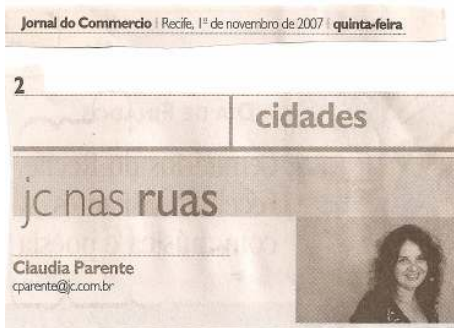 Jornal do Commercio | Recife, 1º de novembro de 2007 | quinta-feira
2
cidades
jc nas ruas
Claudia Parente
cparente@jc.com.br